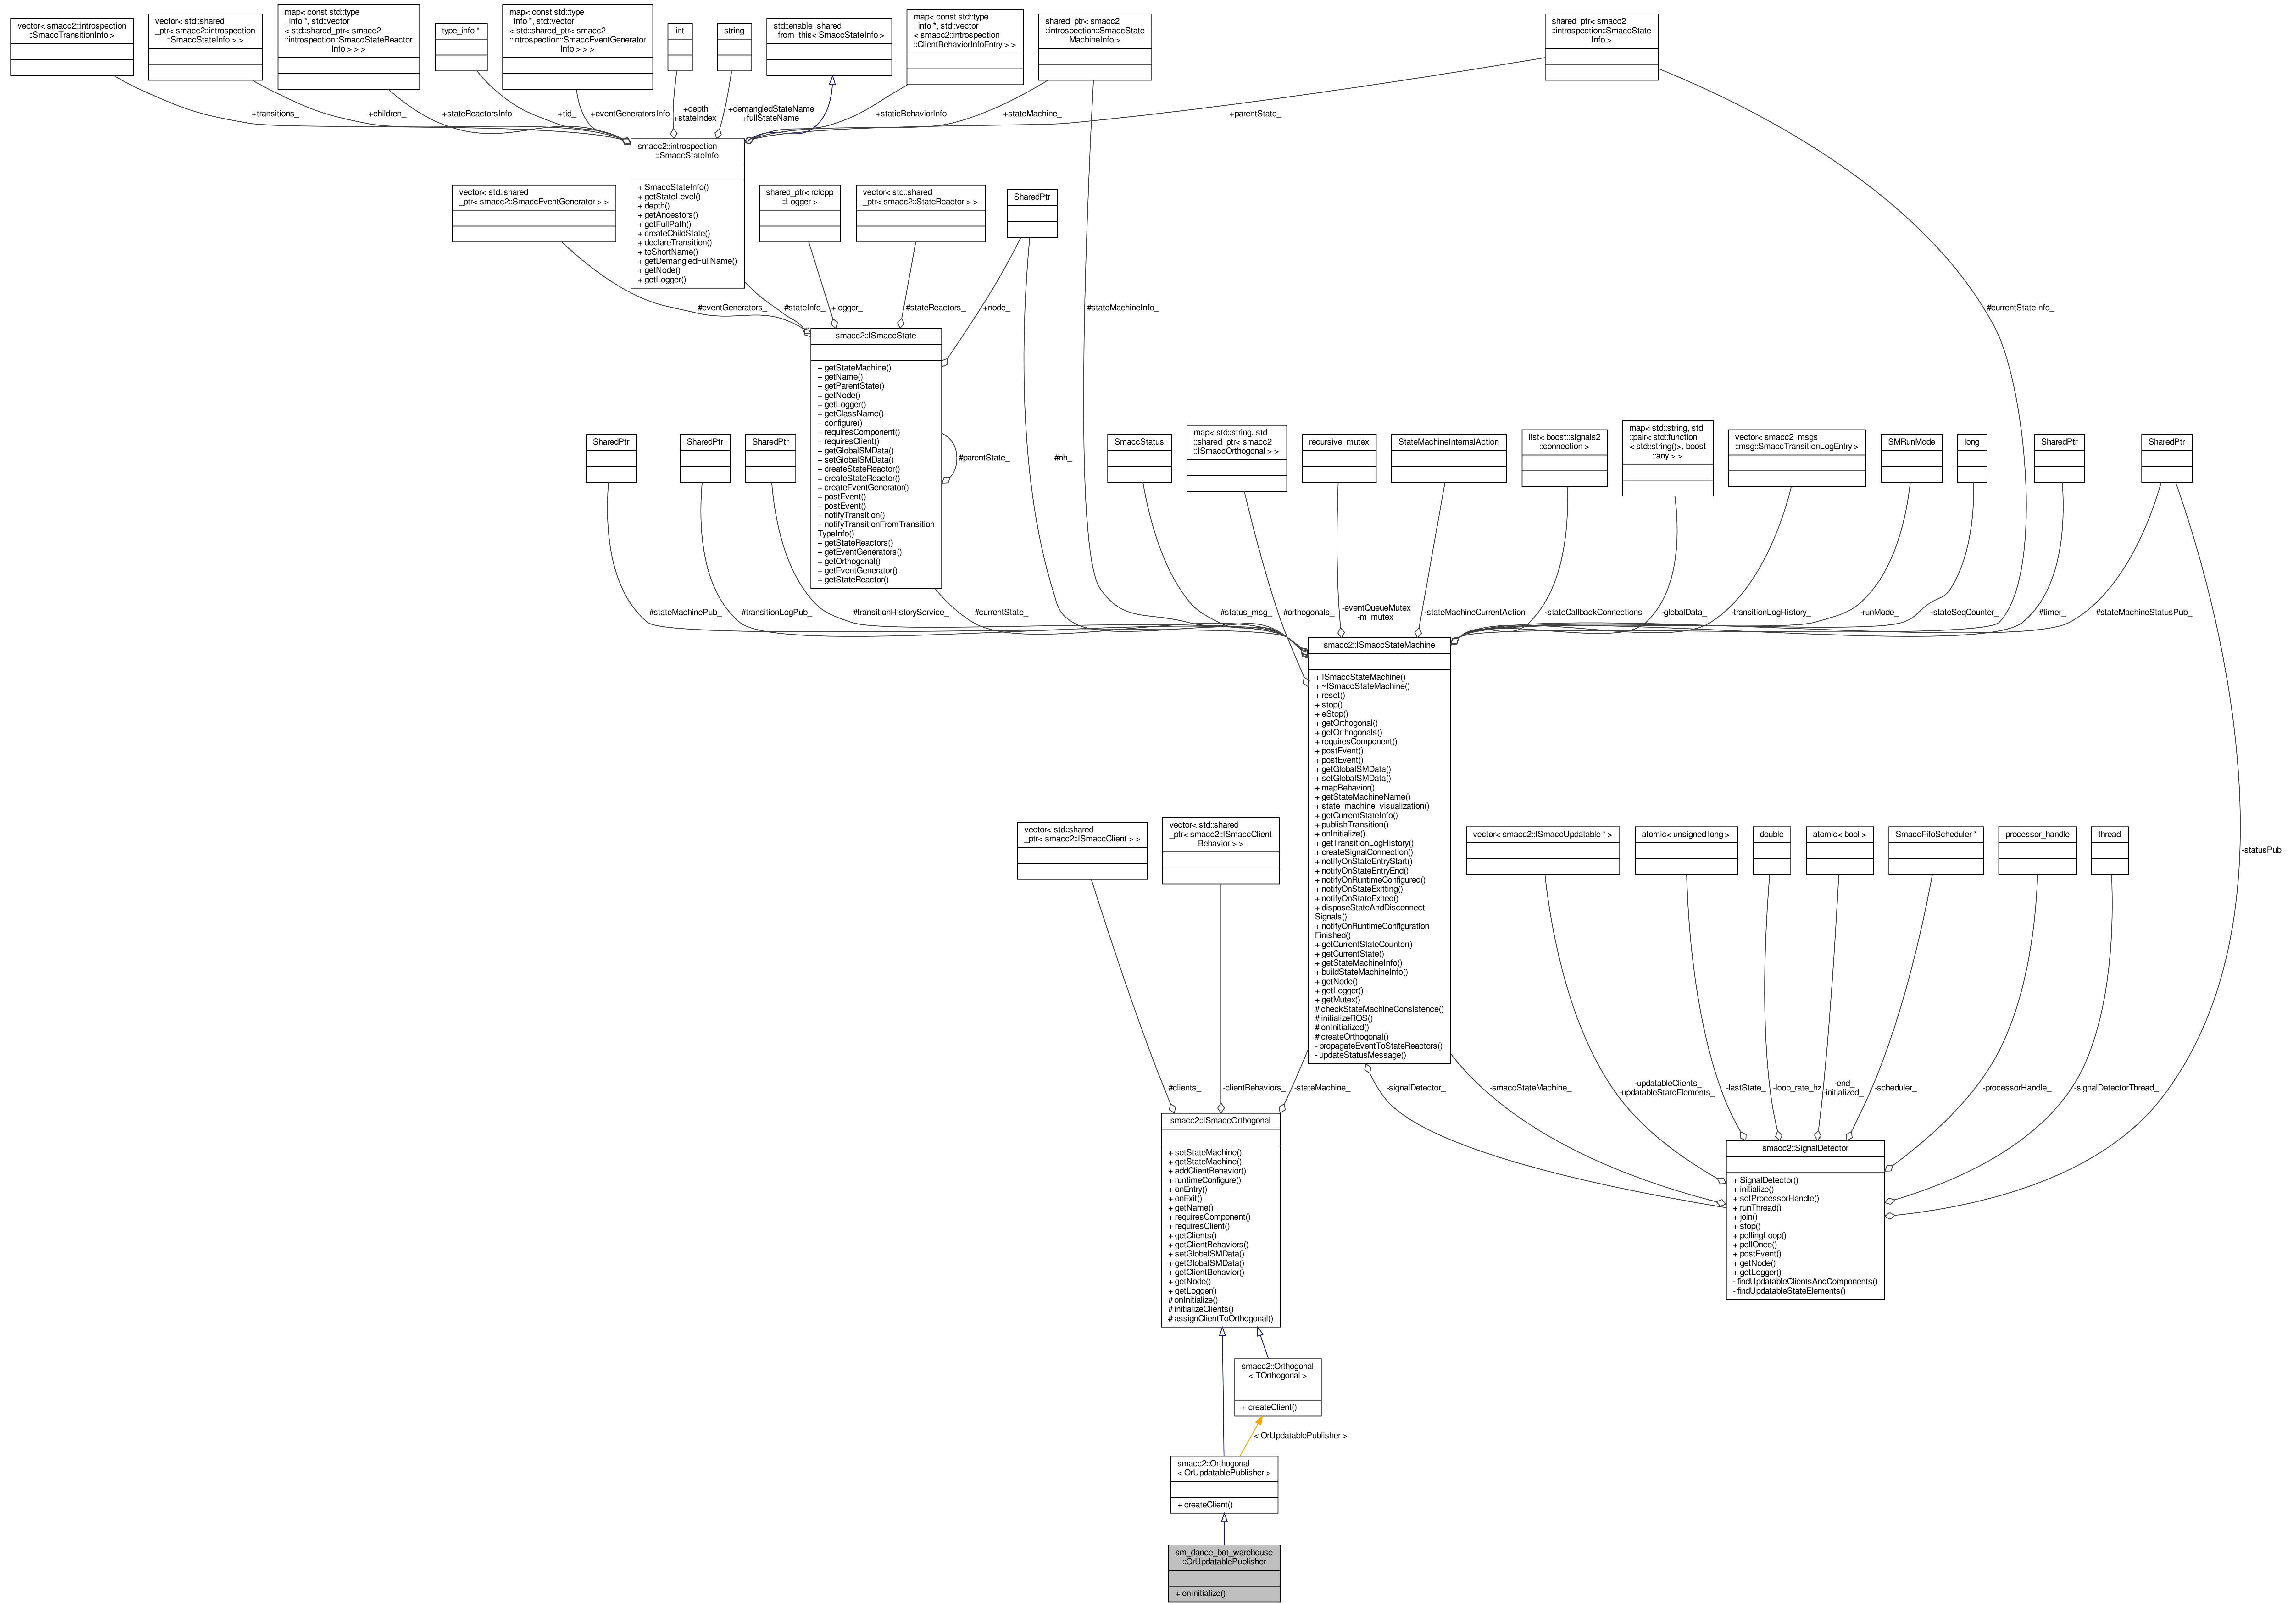 vector< smacc2::introspection
::SmaccTransitionInfo >
vector< std::shared
_ptr< smacc2::introspection
::SmaccStateInfo > >
map< const std::type
_info *, std::vector
< std::shared_ptr< smacc2
::introspection::SmaccStateReactor
Info > > >
type_info *
map< const std::type
_info *, std::vector
< std::shared_ptr< smacc2
::introspection::SmaccEventGenerator
Info > > >
int
string
std::enable_shared
_from_this< SmaccStateInfo >
map< const std::type
_info *, std::vector
< smacc2::introspection
::ClientBehaviorInfoEntry > >
shared_ptr< smacc2
::introspection::SmaccState
MachineInfo >
shared_ptr< smacc2
::introspection::SmaccState
Info >
+transitions_
+children_
+stateReactorsInfo
+tid_
+eventGeneratorsInfo
+depth_
+stateIndex_
+demangledStateName
+fullStateName
+staticBehaviorInfo
+stateMachine_
+parentState_
smacc2::introspection
::SmaccStateInfo
+ SmaccStateInfo()
+ getStateLevel()
+ depth()
+ getAncestors()
+ getFullPath()
+ createChildState()
+ declareTransition()
+ toShortName()
+ getDemangledFullName()
+ getNode()
+ getLogger()
vector< std::shared
_ptr< smacc2::SmaccEventGenerator > >
shared_ptr< rclcpp
::Logger >
vector< std::shared
_ptr< smacc2::StateReactor > >
SharedPtr
#eventGenerators_
#stateInfo_
+logger_
#stateReactors_
+node_
#stateMachineInfo_
#currentStateInfo_
smacc2::ISmaccState
+ getStateMachine()
+ getName()
+ getParentState()
+ getNode()
+ getLogger()
+ getClassName()
+ configure()
+ requiresComponent()
+ requiresClient()
+ getGlobalSMData()
+ setGlobalSMData()
+ createStateReactor()
+ createStateReactor()
+ createEventGenerator()
+ postEvent()
+ postEvent()
+ notifyTransition()
+ notifyTransitionFromTransition
TypeInfo()
+ getStateReactors()
+ getEventGenerators()
+ getOrthogonal()
+ getEventGenerator()
+ getStateReactor()
#parentState_
#nh_
SharedPtr
SharedPtr
SharedPtr
SmaccStatus
map< std::string, std
::shared_ptr< smacc2
::ISmaccOrthogonal > >
recursive_mutex
StateMachineInternalAction
list< boost::signals2
::connection >
map< std::string, std
::pair< std::function
< std::string()>, boost
::any > >
vector< smacc2_msgs
::msg::SmaccTransitionLogEntry >
SMRunMode
long
SharedPtr
SharedPtr
#stateMachinePub_
#transitionLogPub_
#transitionHistoryService_
#currentState_
#status_msg_
#orthogonals_
-eventQueueMutex_
-m_mutex_
-stateMachineCurrentAction
-stateCallbackConnections
-globalData_
-transitionLogHistory_
-runMode_
-stateSeqCounter_
#timer_
#stateMachineStatusPub_
smacc2::ISmaccStateMachine
+ ISmaccStateMachine()
+ ~ISmaccStateMachine()
+ reset()
+ stop()
+ eStop()
+ getOrthogonal()
+ getOrthogonals()
+ requiresComponent()
+ postEvent()
+ postEvent()
+ getGlobalSMData()
+ setGlobalSMData()
+ mapBehavior()
+ getStateMachineName()
+ state_machine_visualization()
+ getCurrentStateInfo()
+ publishTransition()
+ onInitialize()
+ getTransitionLogHistory()
+ createSignalConnection()
+ notifyOnStateEntryStart()
+ notifyOnStateEntryEnd()
+ notifyOnRuntimeConfigured()
+ notifyOnStateExitting()
+ notifyOnStateExited()
+ disposeStateAndDisconnect
Signals()
+ notifyOnRuntimeConfiguration
Finished()
+ getCurrentStateCounter()
+ getCurrentState()
+ getStateMachineInfo()
+ buildStateMachineInfo()
+ getNode()
+ getLogger()
+ getMutex()
# checkStateMachineConsistence()
# initializeROS()
# onInitialized()
# createOrthogonal()
- propagateEventToStateReactors()
- updateStatusMessage()
vector< std::shared
_ptr< smacc2::ISmaccClient > >
vector< std::shared
_ptr< smacc2::ISmaccClient
Behavior > >
vector< smacc2::ISmaccUpdatable * >
atomic< unsigned long >
double
atomic< bool >
SmaccFifoScheduler *
processor_handle
thread
-statusPub_
#clients_
-clientBehaviors_
-stateMachine_
-signalDetector_
-smaccStateMachine_
-updatableClients_
-updatableStateElements_
-lastState_
-loop_rate_hz
-end_
-initialized_
-scheduler_
-processorHandle_
-signalDetectorThread_
smacc2::ISmaccOrthogonal
+ setStateMachine()
+ getStateMachine()
+ addClientBehavior()
+ runtimeConfigure()
+ onEntry()
+ onExit()
+ getName()
+ requiresComponent()
+ requiresClient()
+ getClients()
+ getClientBehaviors()
+ setGlobalSMData()
+ getGlobalSMData()
+ getClientBehavior()
+ getNode()
+ getLogger()
# onInitialize()
# initializeClients()
# assignClientToOrthogonal()
smacc2::SignalDetector
+ SignalDetector()
+ initialize()
+ setProcessorHandle()
+ runThread()
+ join()
+ stop()
+ pollingLoop()
+ pollOnce()
+ postEvent()
+ getNode()
+ getLogger()
- findUpdatableClientsAndComponents()
- findUpdatableStateElements()
smacc2::Orthogonal
< TOrthogonal >
+ createClient()
< OrUpdatablePublisher >
smacc2::Orthogonal
< OrUpdatablePublisher >
+ createClient()
sm_dance_bot_warehouse
::OrUpdatablePublisher
+ onInitialize()